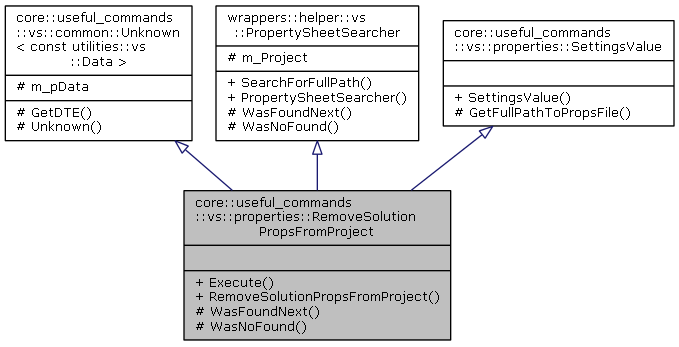 core::useful_commands
::vs::common::Unknown
< const utilities::vs
::Data >
# m_pData
# GetDTE()
# Unknown()
wrappers::helper::vs
::PropertySheetSearcher
# m_Project
+ SearchForFullPath()
+ PropertySheetSearcher()
# WasFoundNext()
# WasNoFound()
core::useful_commands
::vs::properties::SettingsValue
+ SettingsValue()
# GetFullPathToPropsFile()
core::useful_commands
::vs::properties::RemoveSolution
PropsFromProject
+ Execute()
+ RemoveSolutionPropsFromProject()
# WasFoundNext()
# WasNoFound()